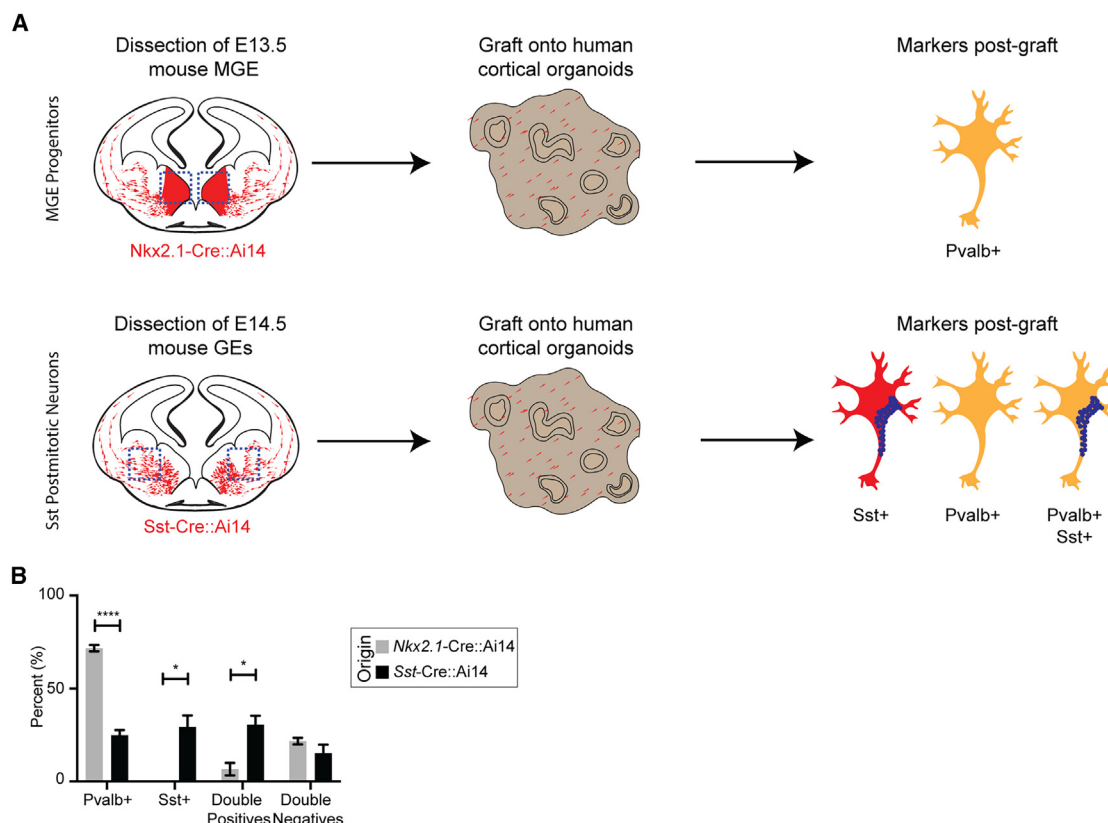 A
Dissection of E13.5
mouse MGE
Graft onto human
cortical organoids
Markers post-graft
MGE Progenitors
Nkx2.1-Cre::Ai14
Pvalb+
Dissection of E14.5
mouse GEs
Graft onto human
cortical organoids
Markers post-graft
Sst Postmitotic Neurons
Sst-Cre::Ai14
Sst+
Pvalb+
Pvalb+
Sst+
B
100
50
0
Percent (%)
****
*
*
Origin
Nkx2.1-Cre::Ai14
Sst-Cre::Ai14
Pvalb+
Sst+
Double
Positives
Double
Negatives